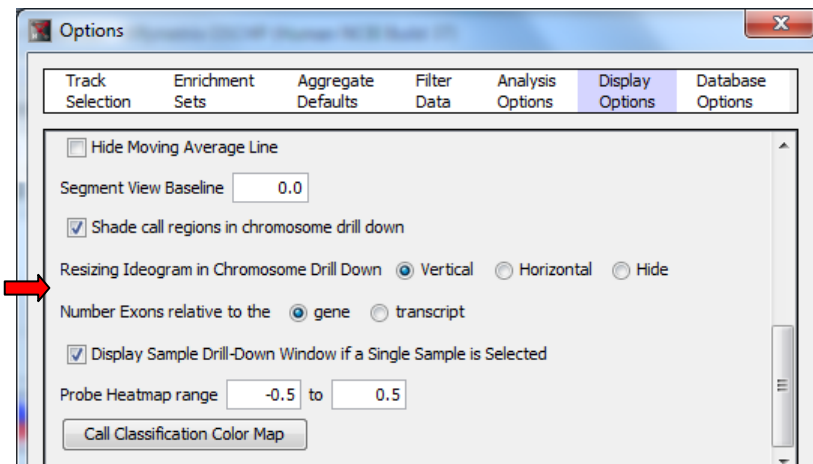 Options
Track Selection
Enrichment Sets
Aggregate Defaults
Filter Data
Analysis Options
Display Options
Database Options
Hide Moving Average Line
Segment View Baseline 0.0
Shade call regions in chromosome drill down
Resizing Ideogram in Chromosome Drill Down Vertical Horizontal Hide
Number Exons relative to the gene transcript
Display Sample Drill-Down Window if a Single Sample is Selected
Probe Heatmap range -0.5 to 0.5
Call Classification Color Map